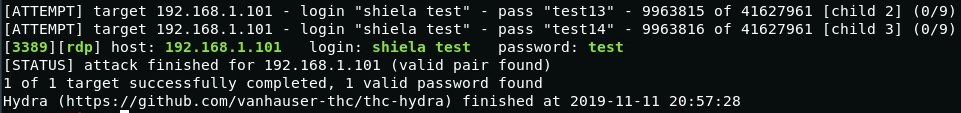 [ATTEMPT] target 192.168.1.101 - login "shiela test" - pass "test13" - 9963815 of 41627961 [child 2] (0/9)
[ATTEMPT] target 192.168.1.101 - login "shiela test" - pass "test14" - 9963816 of 41627961 [child 3] (0/9)
[3389][rdp] host: 192.168.1.101   login: shiela test   password: test
[STATUS] attack finished for 192.168.1.101 (valid pair found)
1 of 1 target successfully completed, 1 valid password found
Hydra (https://github.com/vanhauser-thc/thc-hydra) finished at 2019-11-11 20:57:28